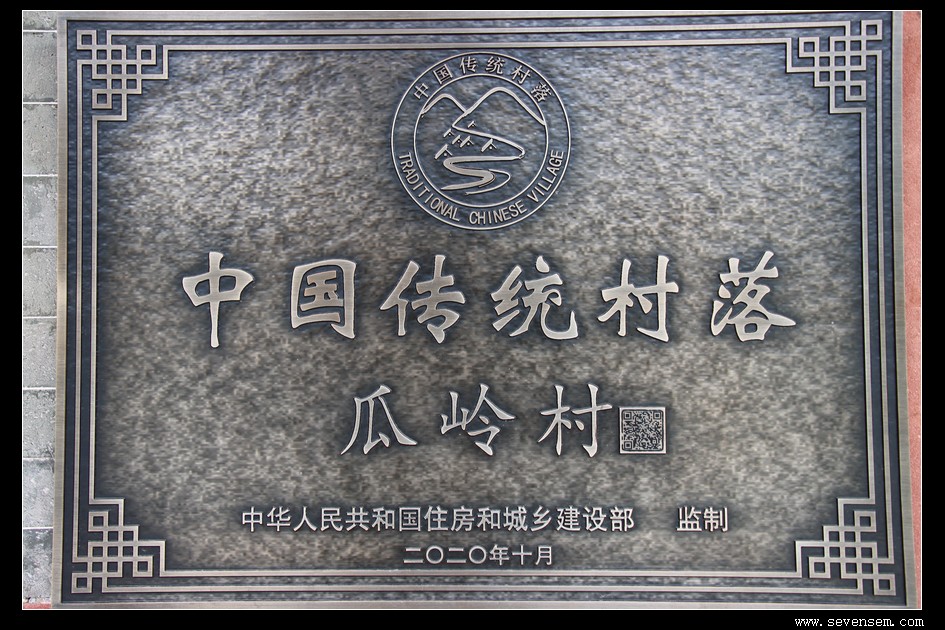 中国传统村落
TRADITIONAL CHINESE VILLAGE
中国传统村落
瓜岭村
中华人民共和国住房和城乡建设部 监制
二〇二〇年十月
www.sevensem.com